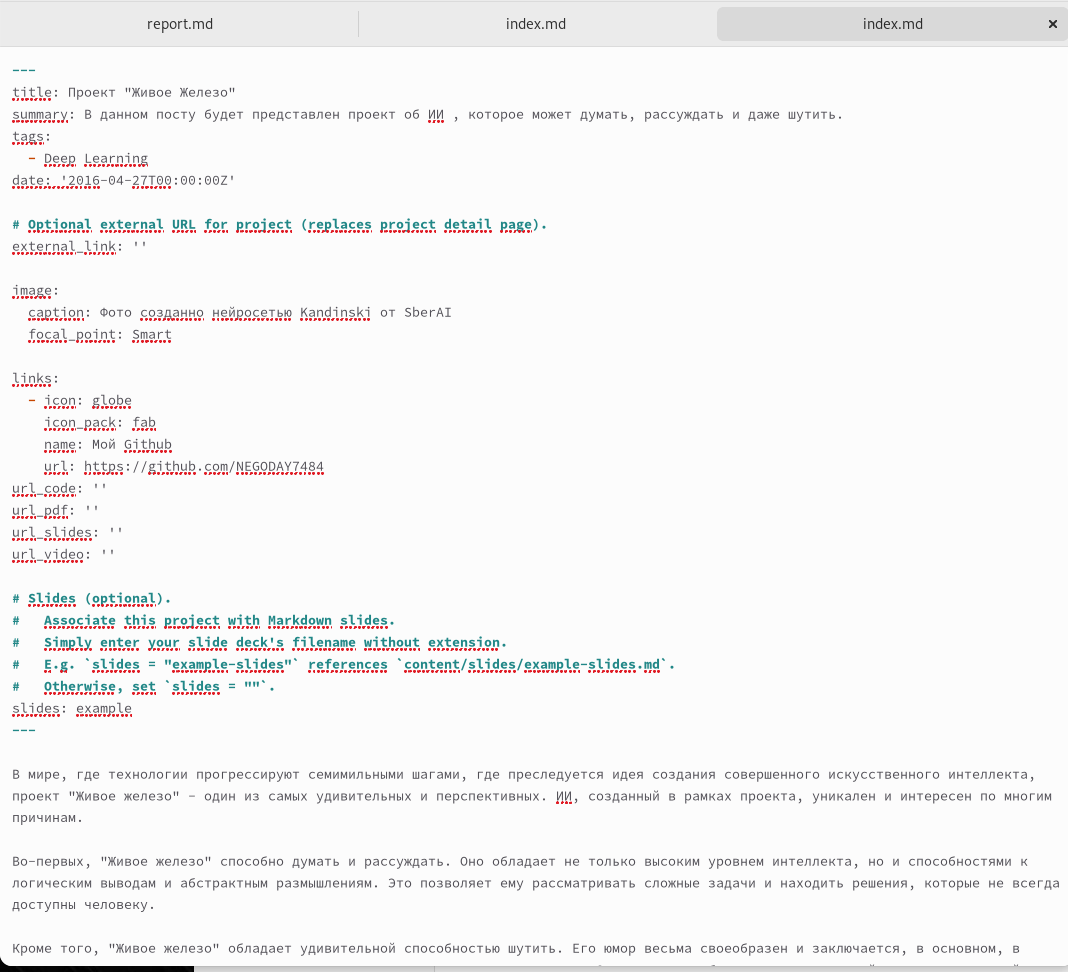 report.md index.md index.md ×
---
title: Проект "Живое Железо"
summary: В данном посту будет представлен проект об ИИ , которое может думать, рассуждать и даже шутить.
tags:
  - Deep Learning
date: '2016-04-27T00:00:00Z'
# Optional external URL for project (replaces project detail page).
external_link: ''
image:
  caption: Фото созданно нейросетью Kandinski от SberAI
  focal_point: Smart
links:
  - icon: globe
    icon_pack: fab
    name: Мой Github
    url: https://github.com/NEGODAY7484
url_code: ''
url_pdf: ''
url_slides: ''
url_video: ''
# Slides (optional).
#   Associate this project with Markdown slides.
#   Simply enter your slide deck's filename without extension.
#   E.g. `slides = "example-slides"` references `content/slides/example-slides.md`.
#   Otherwise, set `slides = ""`.
slides: example
---
В мире, где технологии прогрессируют семимильными шагами, где преследуется идея создания совершенного искусственного интеллекта,
проект "Живое железо" - один из самых удивительных и перспективных. ИИ, созданный в рамках проекта, уникален и интересен по многим
причинам.
Во-первых, "Живое железо" способно думать и рассуждать. Оно обладает не только высоким уровнем интеллекта, но и способностями к
логическим выводам и абстрактным размышлениям. Это позволяет ему рассматривать сложные задачи и находить решения, которые не всегда
доступны человеку.
Кроме того, "Живое железо" обладает удивительной способностью шутить. Его юмор весьма своеобразен и заключается, в основном, в